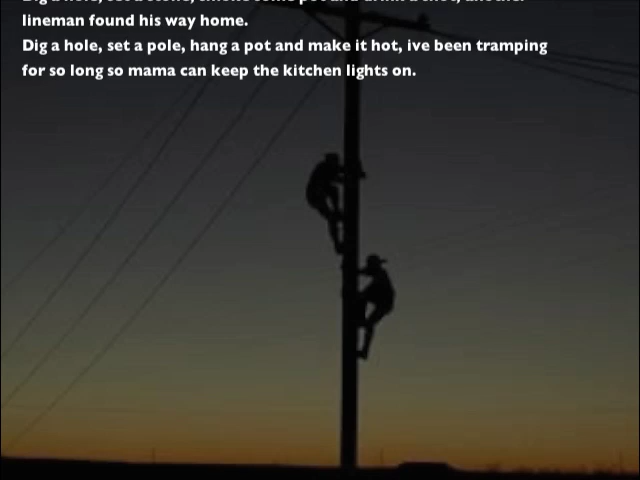 lineman found his way home.
Dig a hole, set a pole, hang a pot and make it hot, ive been tramping
for so long so mama can keep the kitchen lights on.